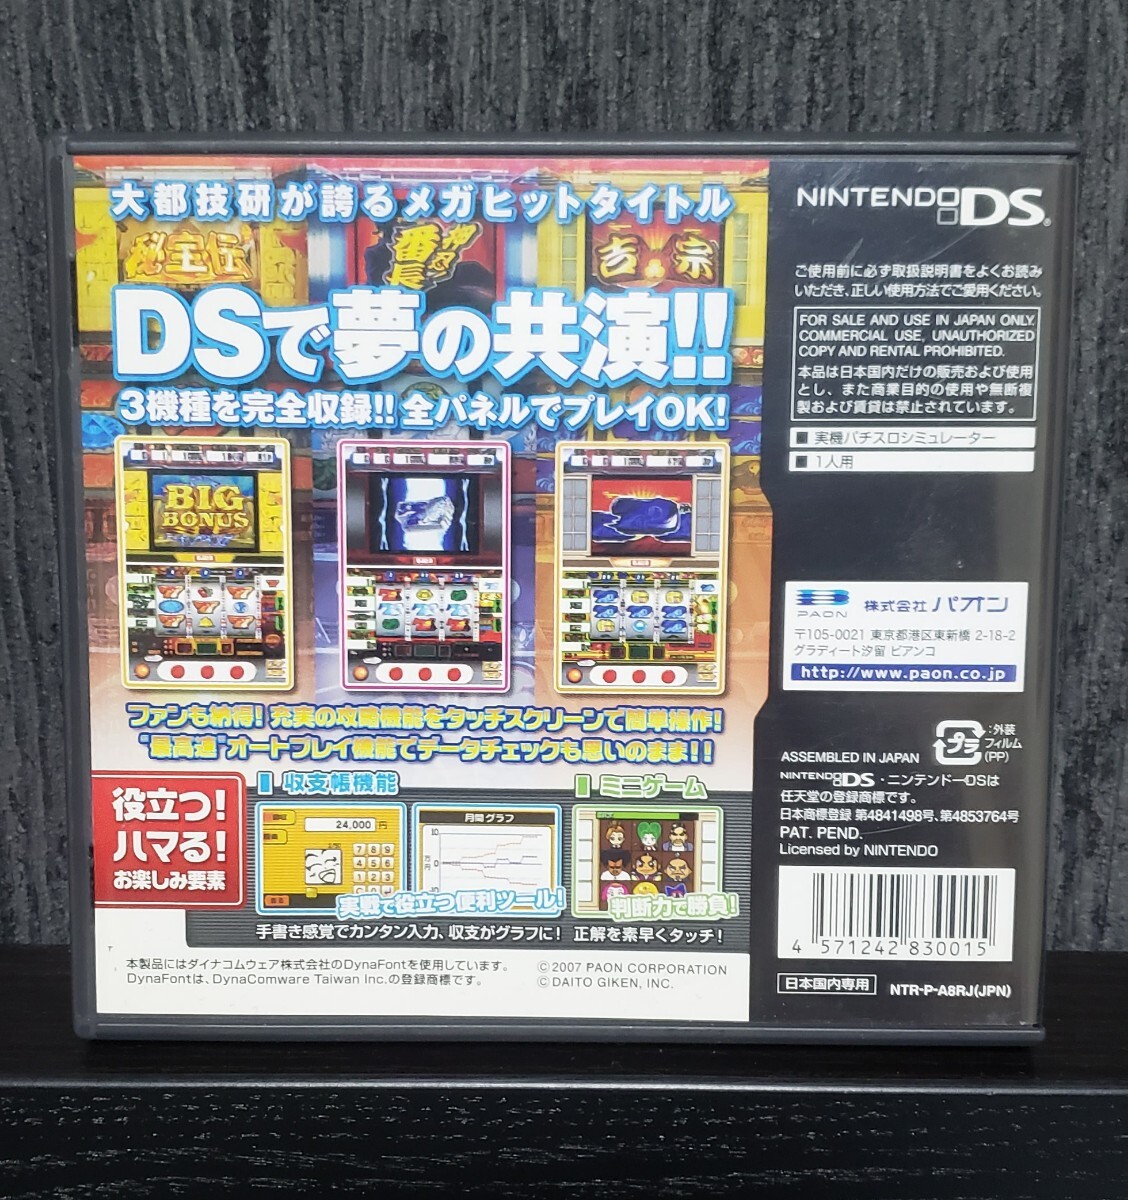 大都技研が誇るメガヒットタイトル
秘宝伝
押忍！番長
吉宗
DSで夢の共演!!
3機種を完全収録!! 全パネルでプレイOK!
BIG
BONUS
ファンも納得! 充実の攻略機能をタッチスクリーンで簡単操作!
"最高速"オートプレイ機能でデータチェックも思いのまま!!
役立つ!
ハマる!
お楽しみ要素
収支帳機能
24,000 円
7 8 9
4 5 6
1 2 3
月間グラフ
10
万円
0
実戦で役立つ便利ツール!
手書き感覚でカンタン入力、収支がグラフに!
ミニゲーム
判断力で勝負!
正解を素早くタッチ!
本製品にはダイナコムウェア株式会社のDynaFontを使用しています。
DynaFontは、DynaComware Taiwan Inc.の登録商標です。
©2007 PAON CORPORATION
©DAITO GIKEN, INC.
NINTENDO DS®
ご使用前に必ず取扱説明書をよくお読み
いただき、正しい使用方法でご愛用ください。
FOR SALE AND USE IN JAPAN ONLY.
COMMERCIAL USE, UNAUTHORIZED
COPY AND RENTAL PROHIBITED.
本品は日本国内だけの販売および使用
とし、また商業目的の使用や無断複
製および賃貸は禁止されています。
■ 実機パチスロシミュレーター
■ 1人用
PAON 株式会社 パオン
〒105-0021 東京都港区東新橋 2-18-2
グラディート汐留 ビアンコ
http://www.paon.co.jp
プラ :外装
フィルム
(PP)
ASSEMBLED IN JAPAN
NINTENDO DS・ニンテンドーDSは
任天堂の登録商標です。
日本商標登録 第4841498号、第4853764号
PAT. PEND.
Licensed by NINTENDO
4 571242 830015
日本国内専用 NTR-P-A8RJ(JPN)